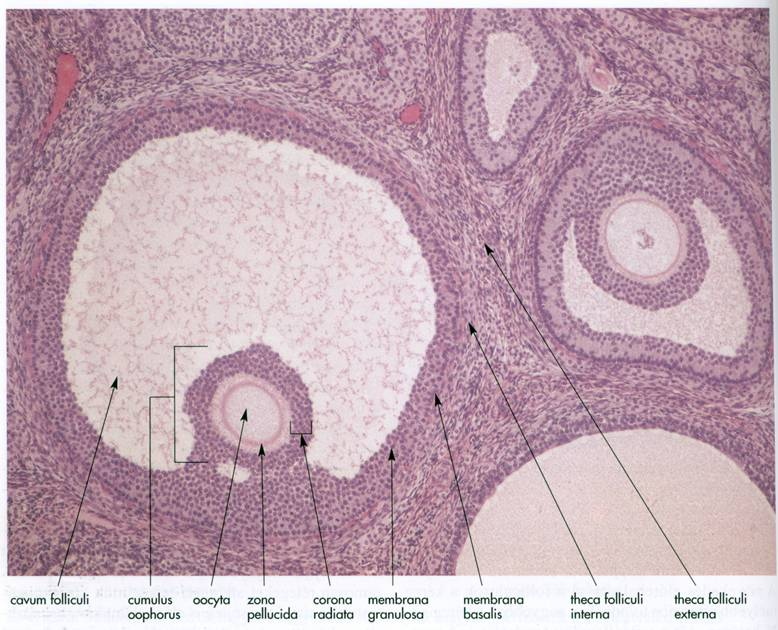 cavum folliculi
cumulus
oophorus
oocyta
zona
pellucida
corona
radiata
membrana
granulosa
membrana
basalis
theca folliculi
interna
theca folliculi
externa